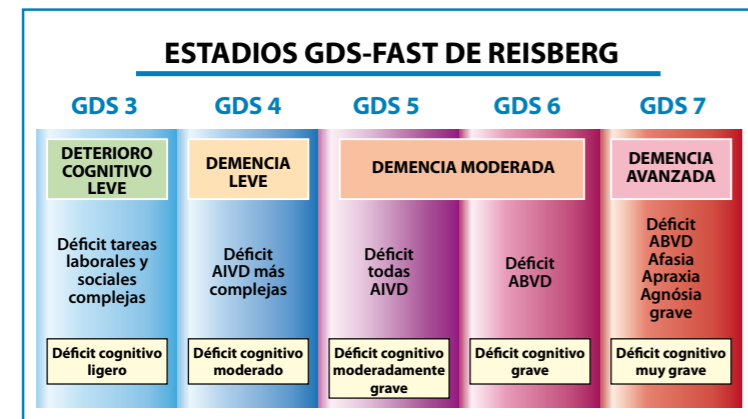 ESTADIOS GDS-FAST DE REISBERG
GDS 3
GDS 4
GDS 5
GDS 6
GDS 7
DETERIORO
COGNITIVO
LEVE
DEMENCIA
LEVE
DEMENCIA MODERADA
DEMENCIA
AVANZADA
Déficit tareas
laborales y
sociales
complejas
Déficit
AIVD más
complejas
Déficit
todas
AIVD
Déficit
ABVD
Déficit
ABVD
Afasia
Apraxia
Agnósia
grave
Déficit cognitivo
ligero
Déficit cognitivo
moderado
Déficit cognitivo
moderadamente
grave
Déficit cognitivo
grave
Déficit cognitivo
muy grave